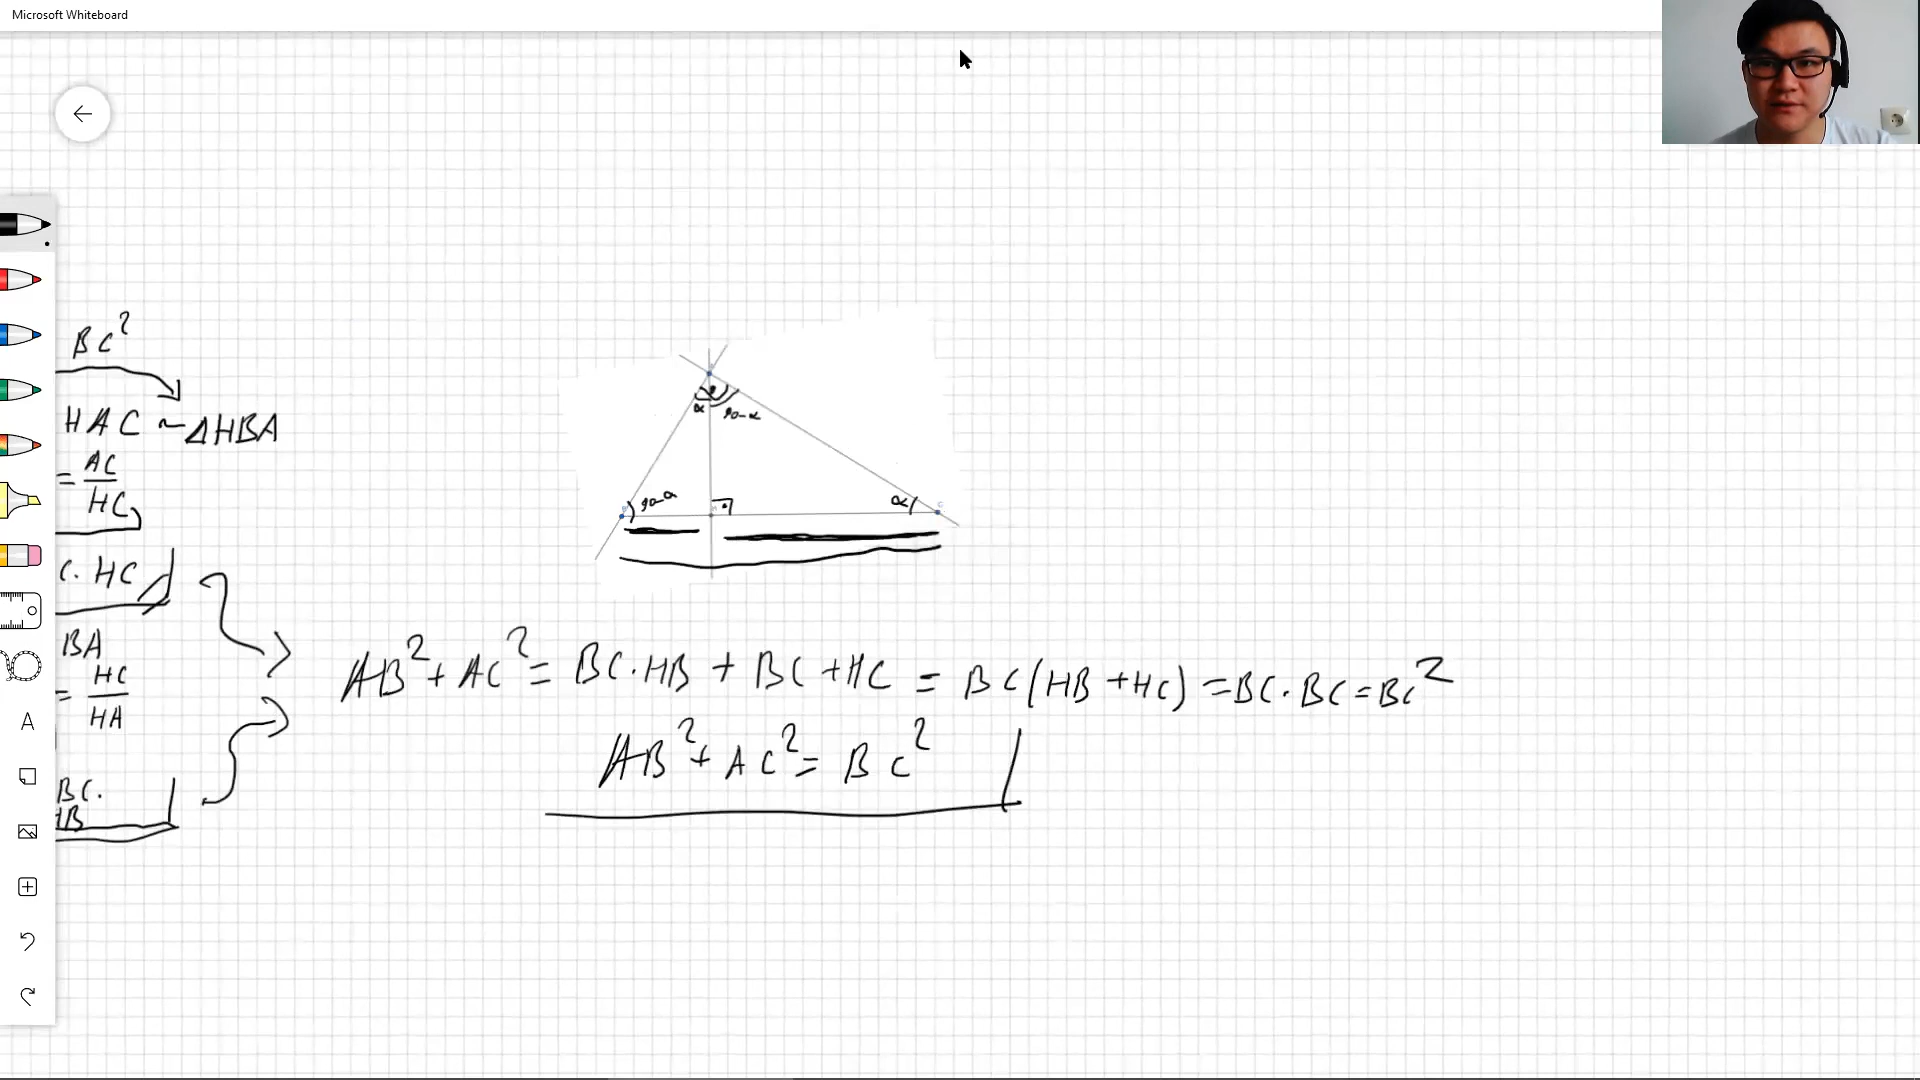 Microsoft Whiteboard
BC²
HAC ~ ΔHBA
= AC / HC
C. HC
BA
= HC / HA
BC.
HB
α 90-α
90-α α
AB² + AC² = BC·HB + BC + HC = BC(HB + HC) = BC·BC = BC²
AB² + AC² = BC²
A